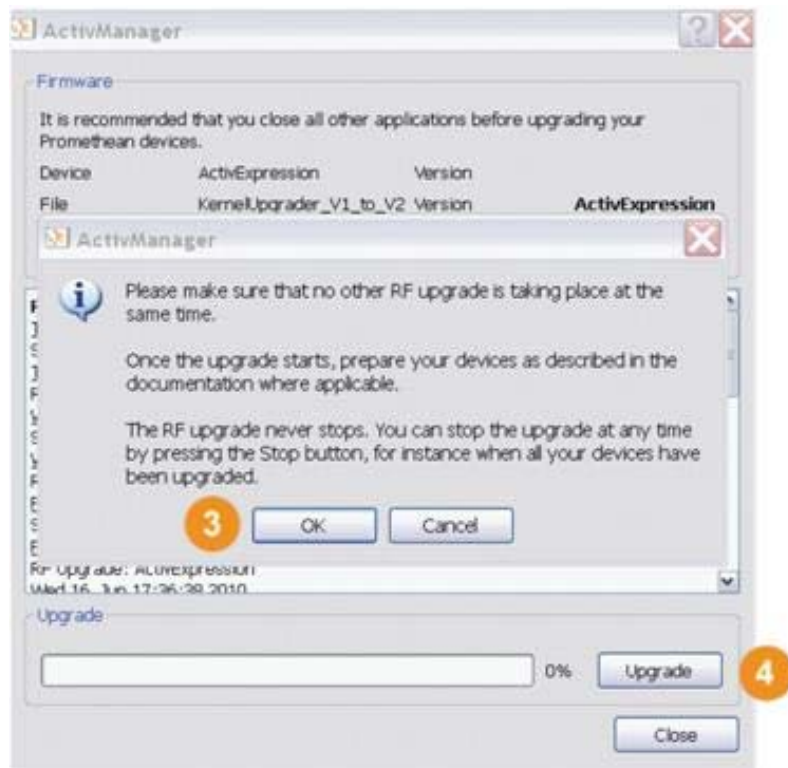 ActivManager
Firmware
It is recommended that you close all other applications before upgrading your
Promethean devices.
Device ActivExpression Version
File KernelUpgrader_V1_to_V2 Version ActivExpression
ActivManager
Please make sure that no other RF upgrade is taking place at the
same time.
Once the upgrade starts, prepare your devices as described in the
documentation where applicable.
The RF upgrade never stops. You can stop the upgrade at any time
by pressing the Stop button, for instance when all your devices have
been upgraded.
3 OK Cancel
RF Upgrade: ActivExpression
Wed 16. Jun 17:36:39 2010
Upgrade
0% Upgrade 4
Close